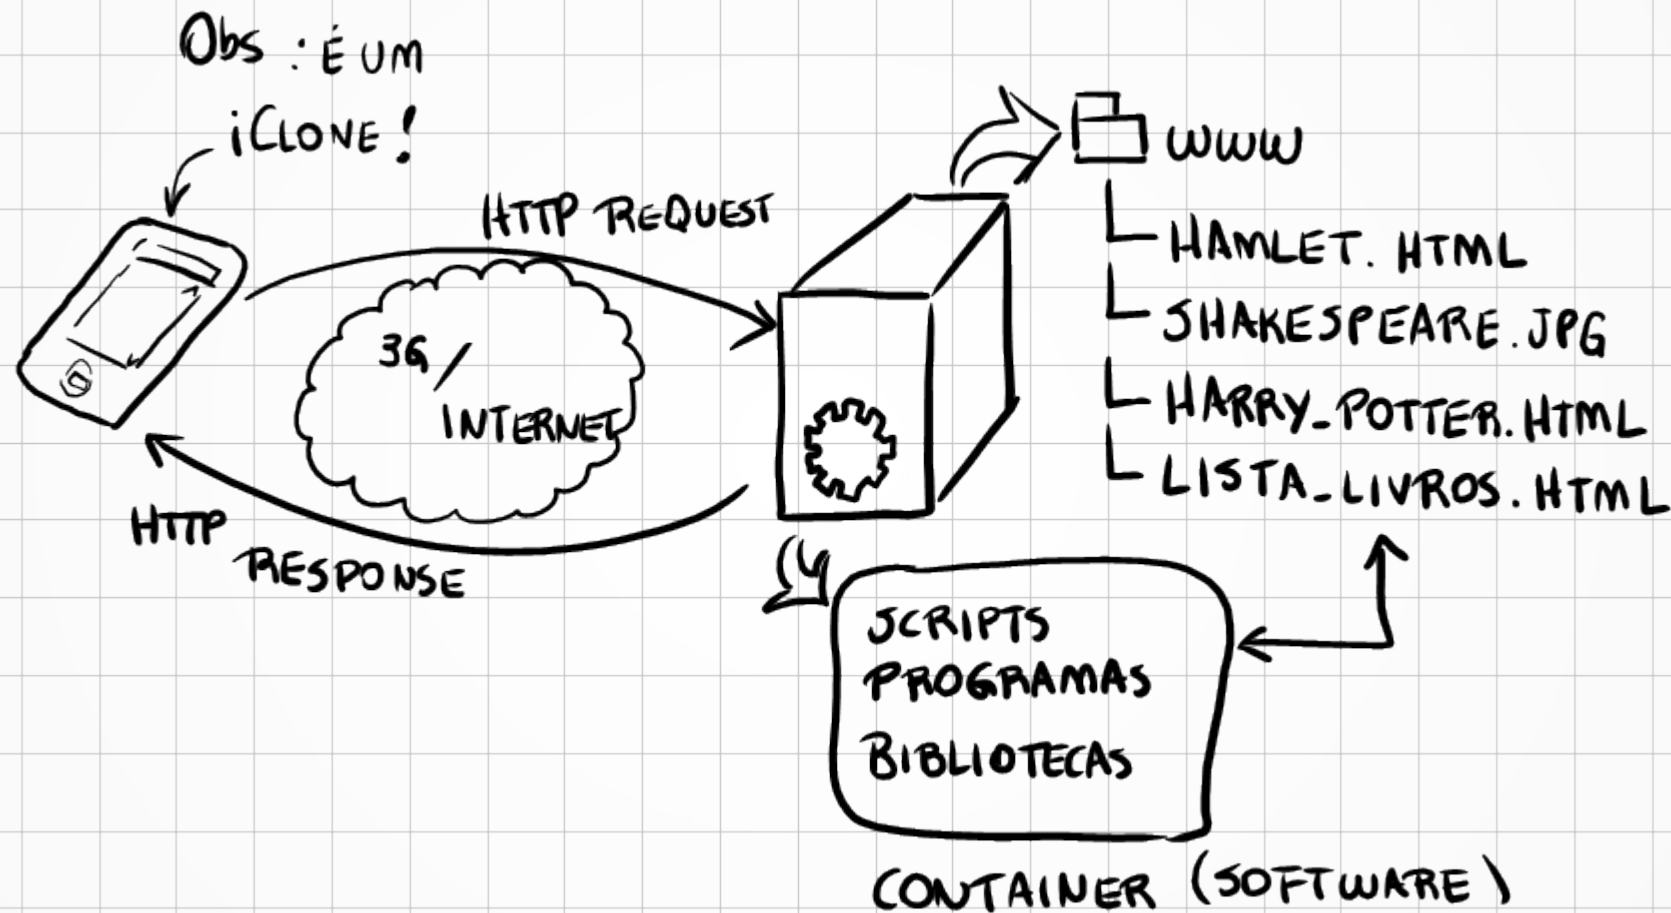 Obs : É UM
iCLONE!
HTTP REQUEST
3G /
INTERNET
HTTP
RESPONSE
WWW
HAMLET. HTML
SHAKESPEARE.JPG
HARRY_POTTER.HTML
LISTA_LIVROS.HTML
SCRIPTS
PROGRAMAS
BIBLIOTECAS
CONTAINER (SOFTWARE)